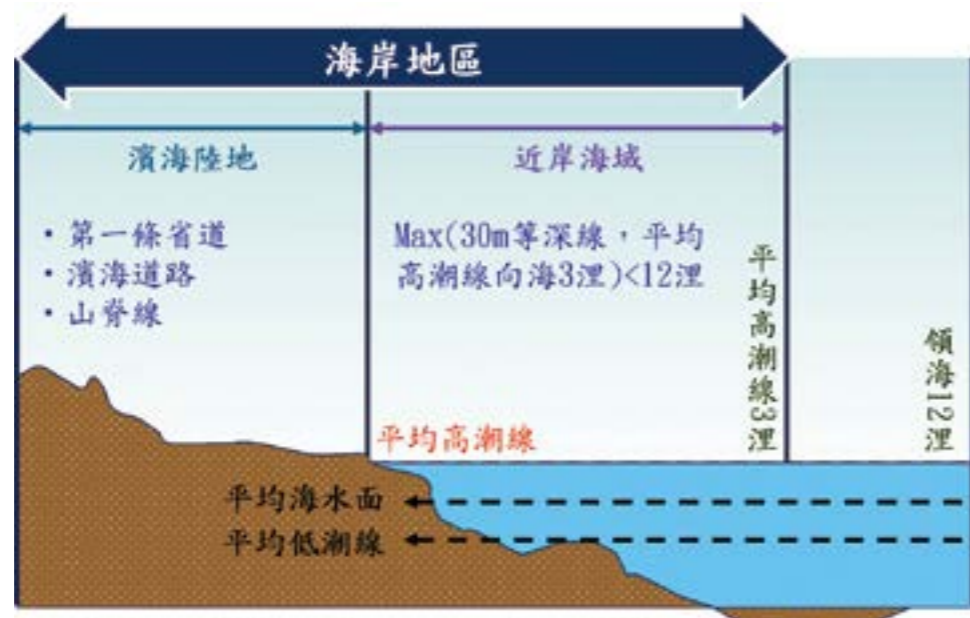 海岸地區
濱海陸地
近岸海域
・第一條省道
・濱海道路
・山脊線
Max(30m等深線，平均
高潮線向海3浬)<12浬
平均高潮線3浬
領海12浬
平均高潮線
平均海水面
平均低潮線